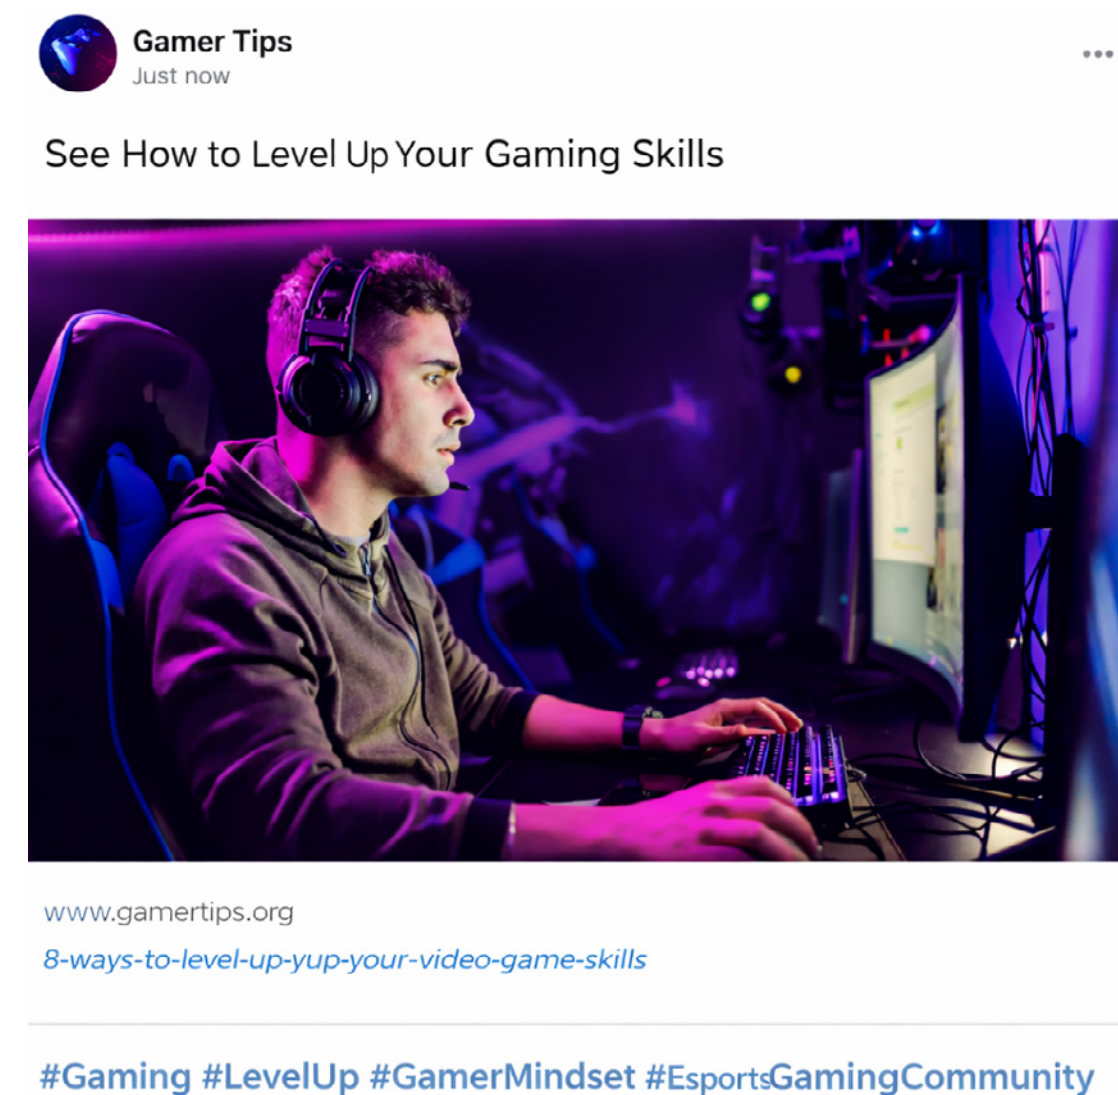 Gamer Tips
Just now
See How to Level Up Your Gaming Skills
www.gamertips.org
8-ways-to-level-up-yup-your-video-game-skills
#Gaming #LevelUp #GamerMindset #EsportsGamingCommunity